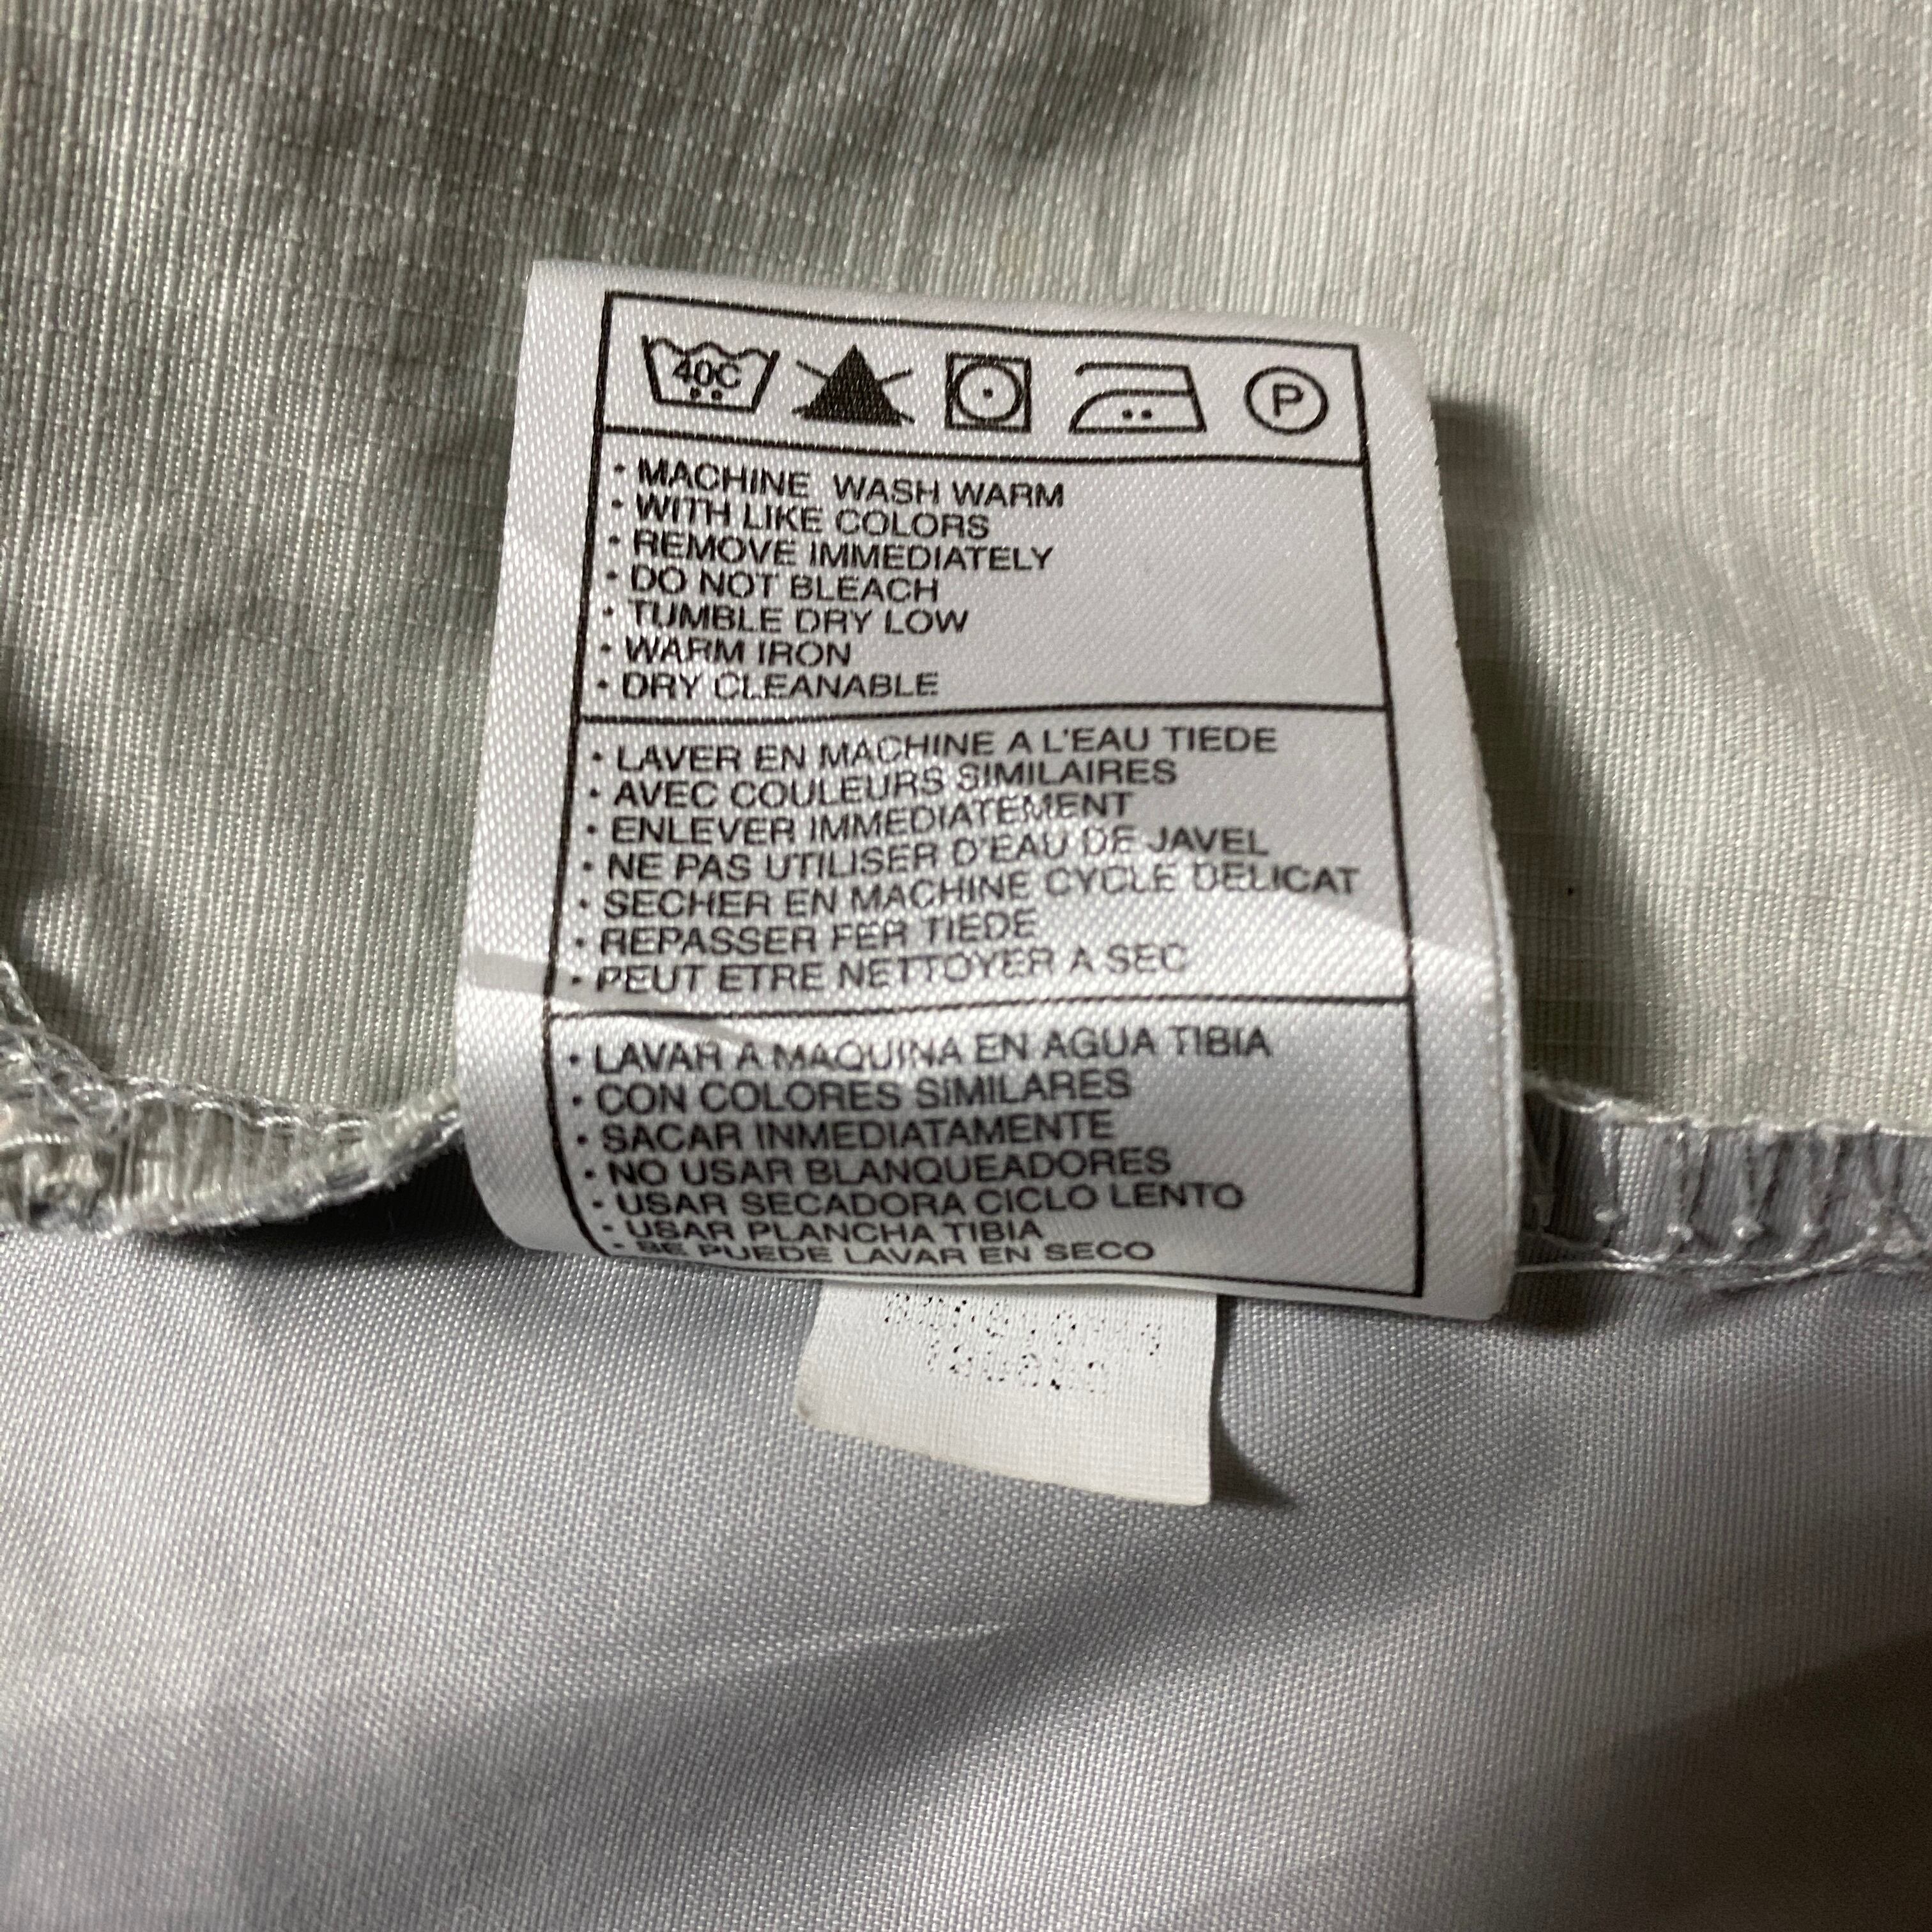 40C
P
• MACHINE WASH WARM
• WITH LIKE COLORS
• REMOVE IMMEDIATELY
• DO NOT BLEACH
• TUMBLE DRY LOW
• WARM IRON
• DRY CLEANABLE
• LAVER EN MACHINE A L'EAU TIEDE
• AVEC COULEURS SIMILAIRES
• ENLEVER IMMEDIATEMENT
• NE PAS UTILISER D'EAU DE JAVEL
• SECHER EN MACHINE CYCLE DELICAT
• REPASSER FER TIEDE
• PEUT ETRE NETTOYER A SEC
• LAVAR A MAQUINA EN AGUA TIBIA
• CON COLORES SIMILARES
• SACAR INMEDIATAMENTE
• NO USAR BLANQUEADORES
• USAR SECADORA CICLO LENTO
• USAR PLANCHA TIBIA
• SE PUEDE LAVAR EN SECO